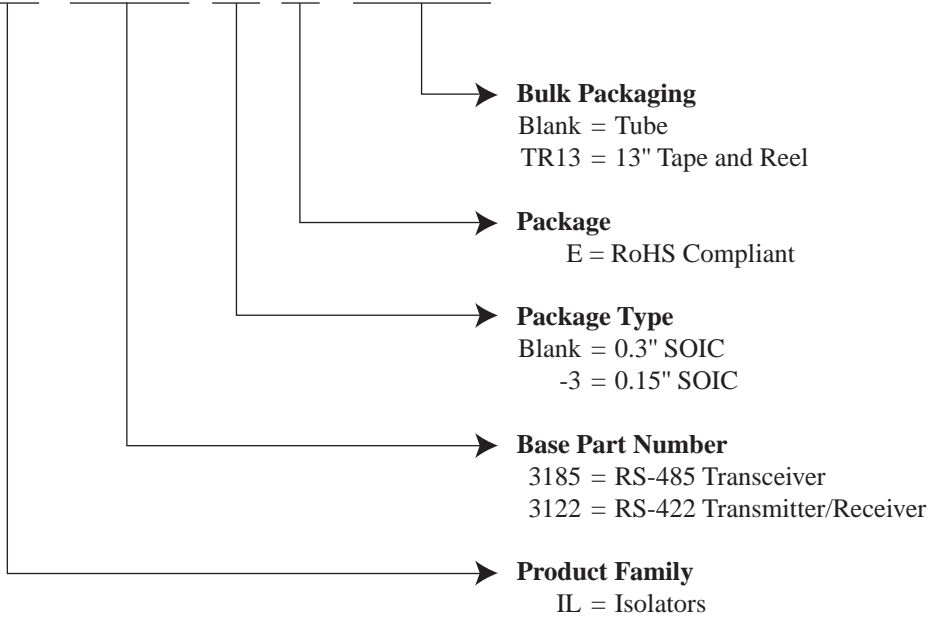 Bulk Packaging
Blank = Tube
TR13 = 13" Tape and Reel
Package
E = RoHS Compliant
Package Type
Blank = 0.3" SOIC
-3 = 0.15" SOIC
Base Part Number
3185 = RS-485 Transceiver
3122 = RS-422 Transmitter/Receiver
Product Family
IL = Isolators